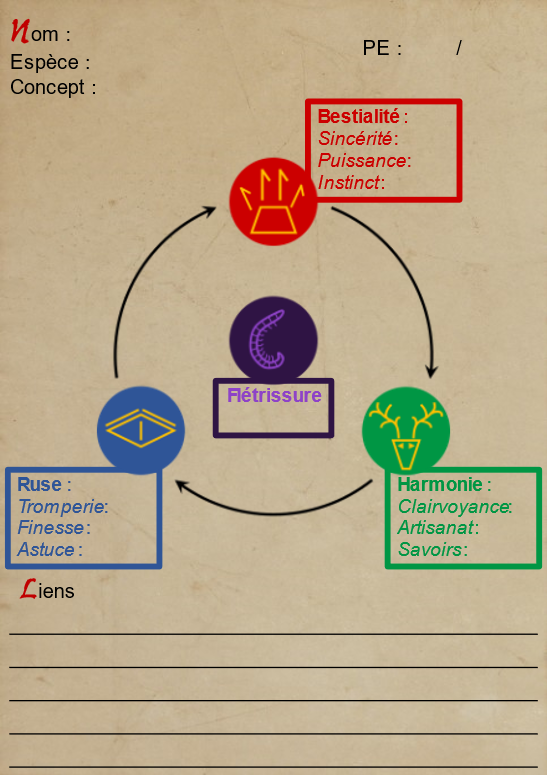 Nom :
PE : /
Espèce :
Concept :
Bestialité :
Sincérité:
Puissance:
Instinct:
Flétrissure
Ruse :
Tromperie:
Finesse :
Astuce :
Harmonie :
Clairvoyance:
Artisanat :
Savoirs :
Liens